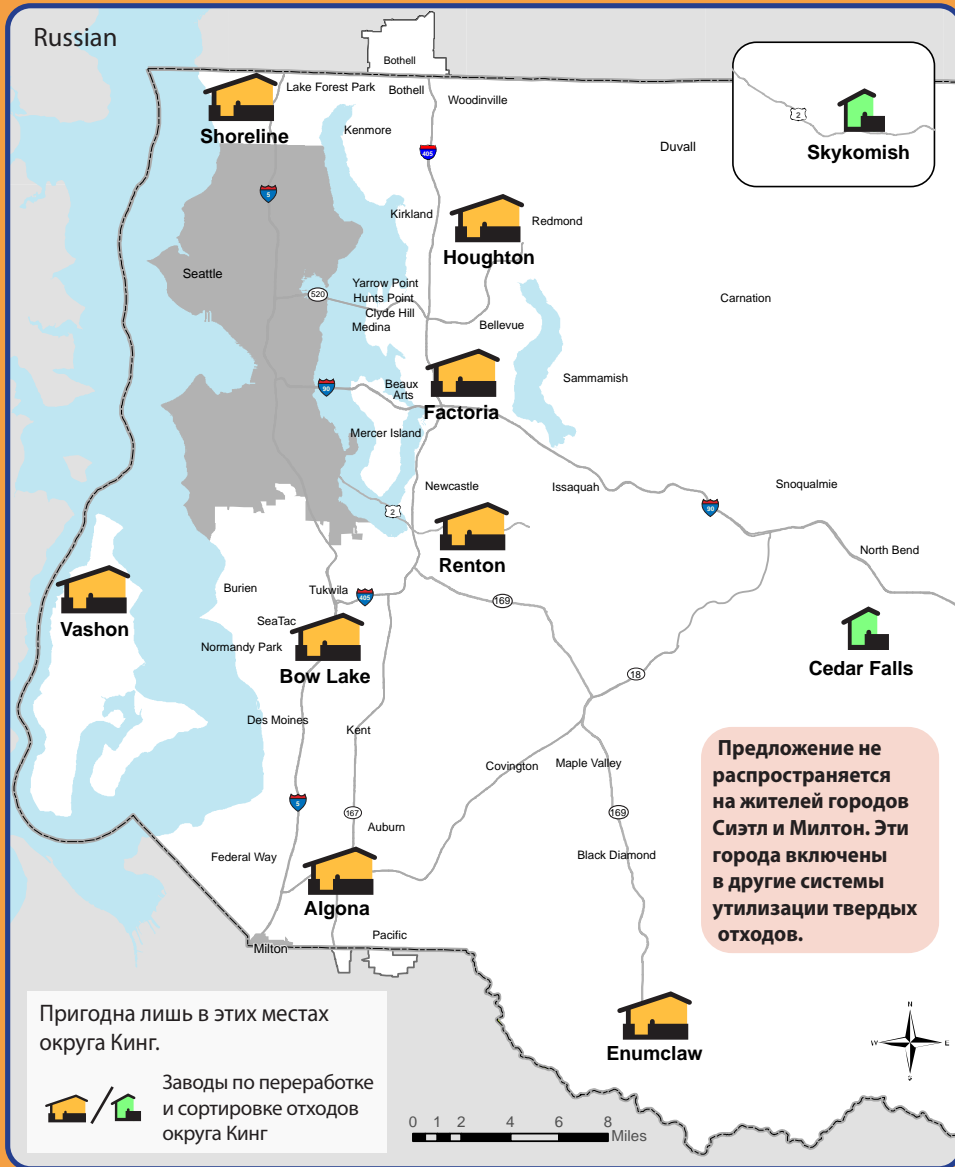 Russian
Bothell
Lake Forest Park
Bothell
Woodinville
Shoreline
Kenmore
Duvall
2
Skykomish
405
5
Kirkland
Redmond
Houghton
Seattle
520
Yarrow Point
Hunts Point
Clyde Hill
Medina
Carnation
Bellevue
90
Beaux
Arts
Sammamish
Factoria
Mercer Island
Newcastle
Issaquah
Snoqualmie
2
90
Renton
North Bend
Burien
Tukwila
405
169
Vashon
SeaTac
Normandy Park
Bow Lake
Cedar Falls
18
Des Moines
Kent
Covington
Maple Valley
5
167
169
Auburn
Federal Way
Black Diamond
Algona
Milton
Pacific
Enumclaw
Предложение не
распространяется
на жителей городов
Сиэтл и Милтон. Эти
города включены
в другие системы
утилизации твердых
отходов.
Пригодна лишь в этих местах
округа Кинг.
Заводы по переработке
и сортировке отходов
округа Кинг
0 1 2 4 6 8
Miles
N
W E
S